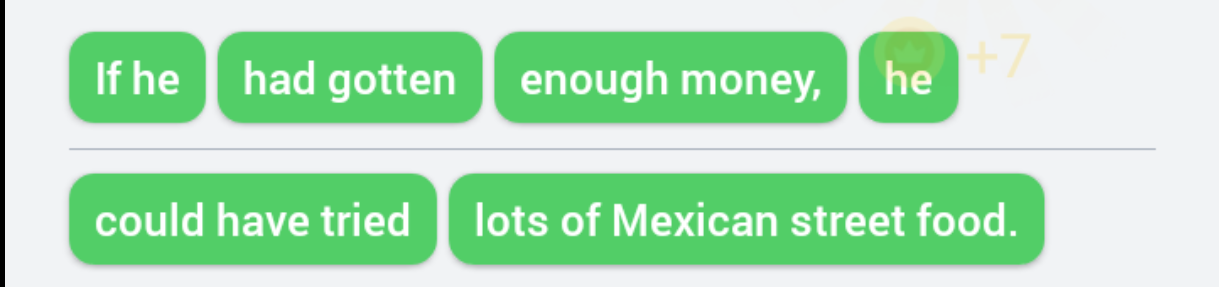 If he had gotten enough money, he +7
could have tried lots of Mexican street food.